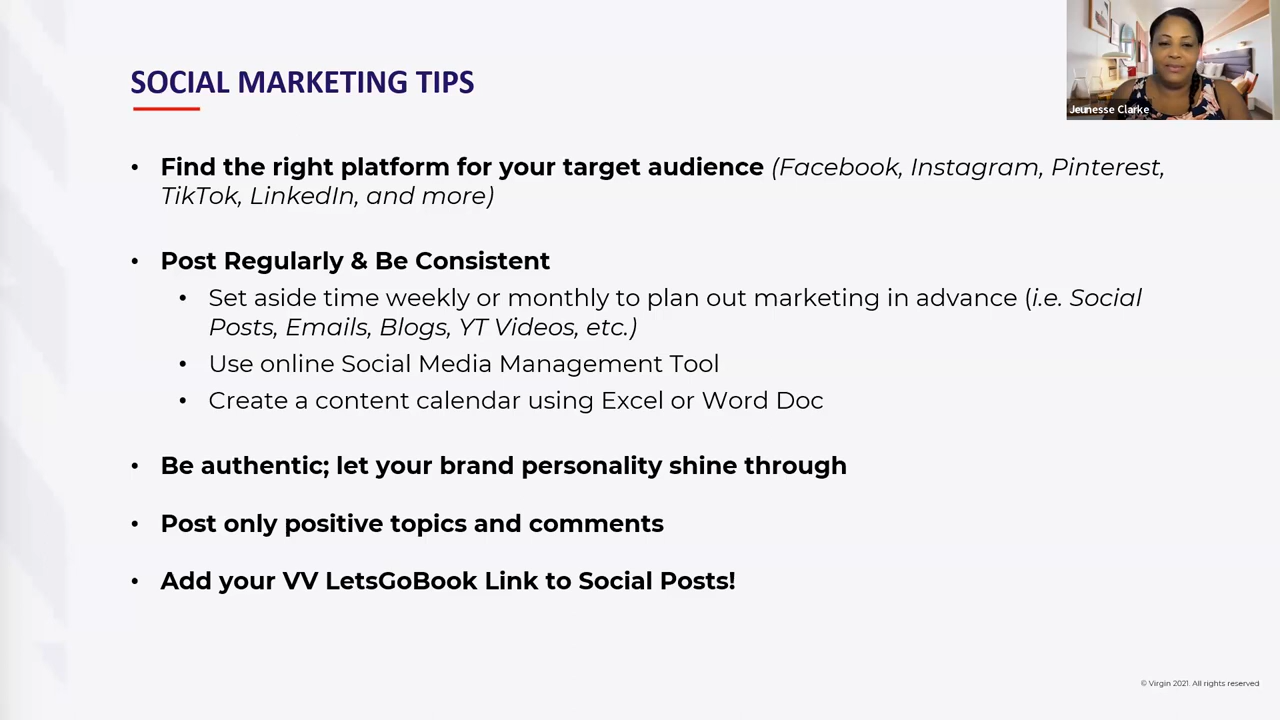 SOCIAL MARKETING TIPS
Jeunesse Clarke
• Find the right platform for your target audience (Facebook, Instagram, Pinterest,
TikTok, LinkedIn, and more)
• Post Regularly & Be Consistent
• Set aside time weekly or monthly to plan out marketing in advance (i.e. Social
Posts, Emails, Blogs, YT Videos, etc.)
• Use online Social Media Management Tool
• Create a content calendar using Excel or Word Doc
• Be authentic; let your brand personality shine through
• Post only positive topics and comments
• Add your VV LetsGoBook Link to Social Posts!
© Virgin 2021. All rights reserved